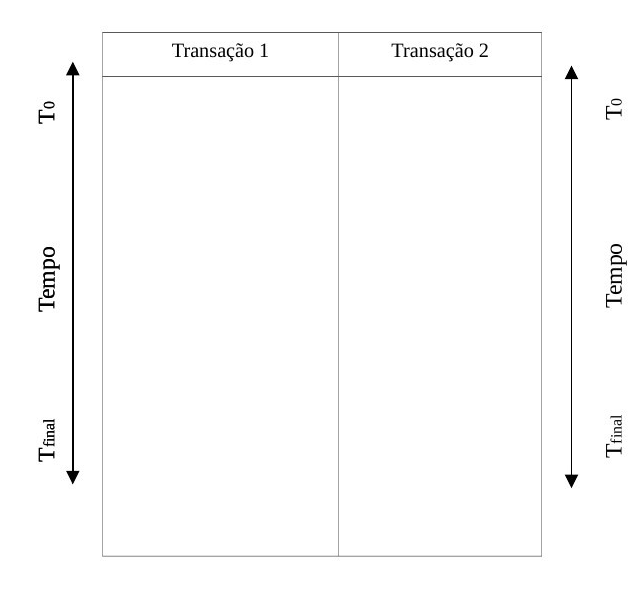 Transação 1
Transação 2
T0
Tempo
Tfinal
T0
Tempo
Tfinal